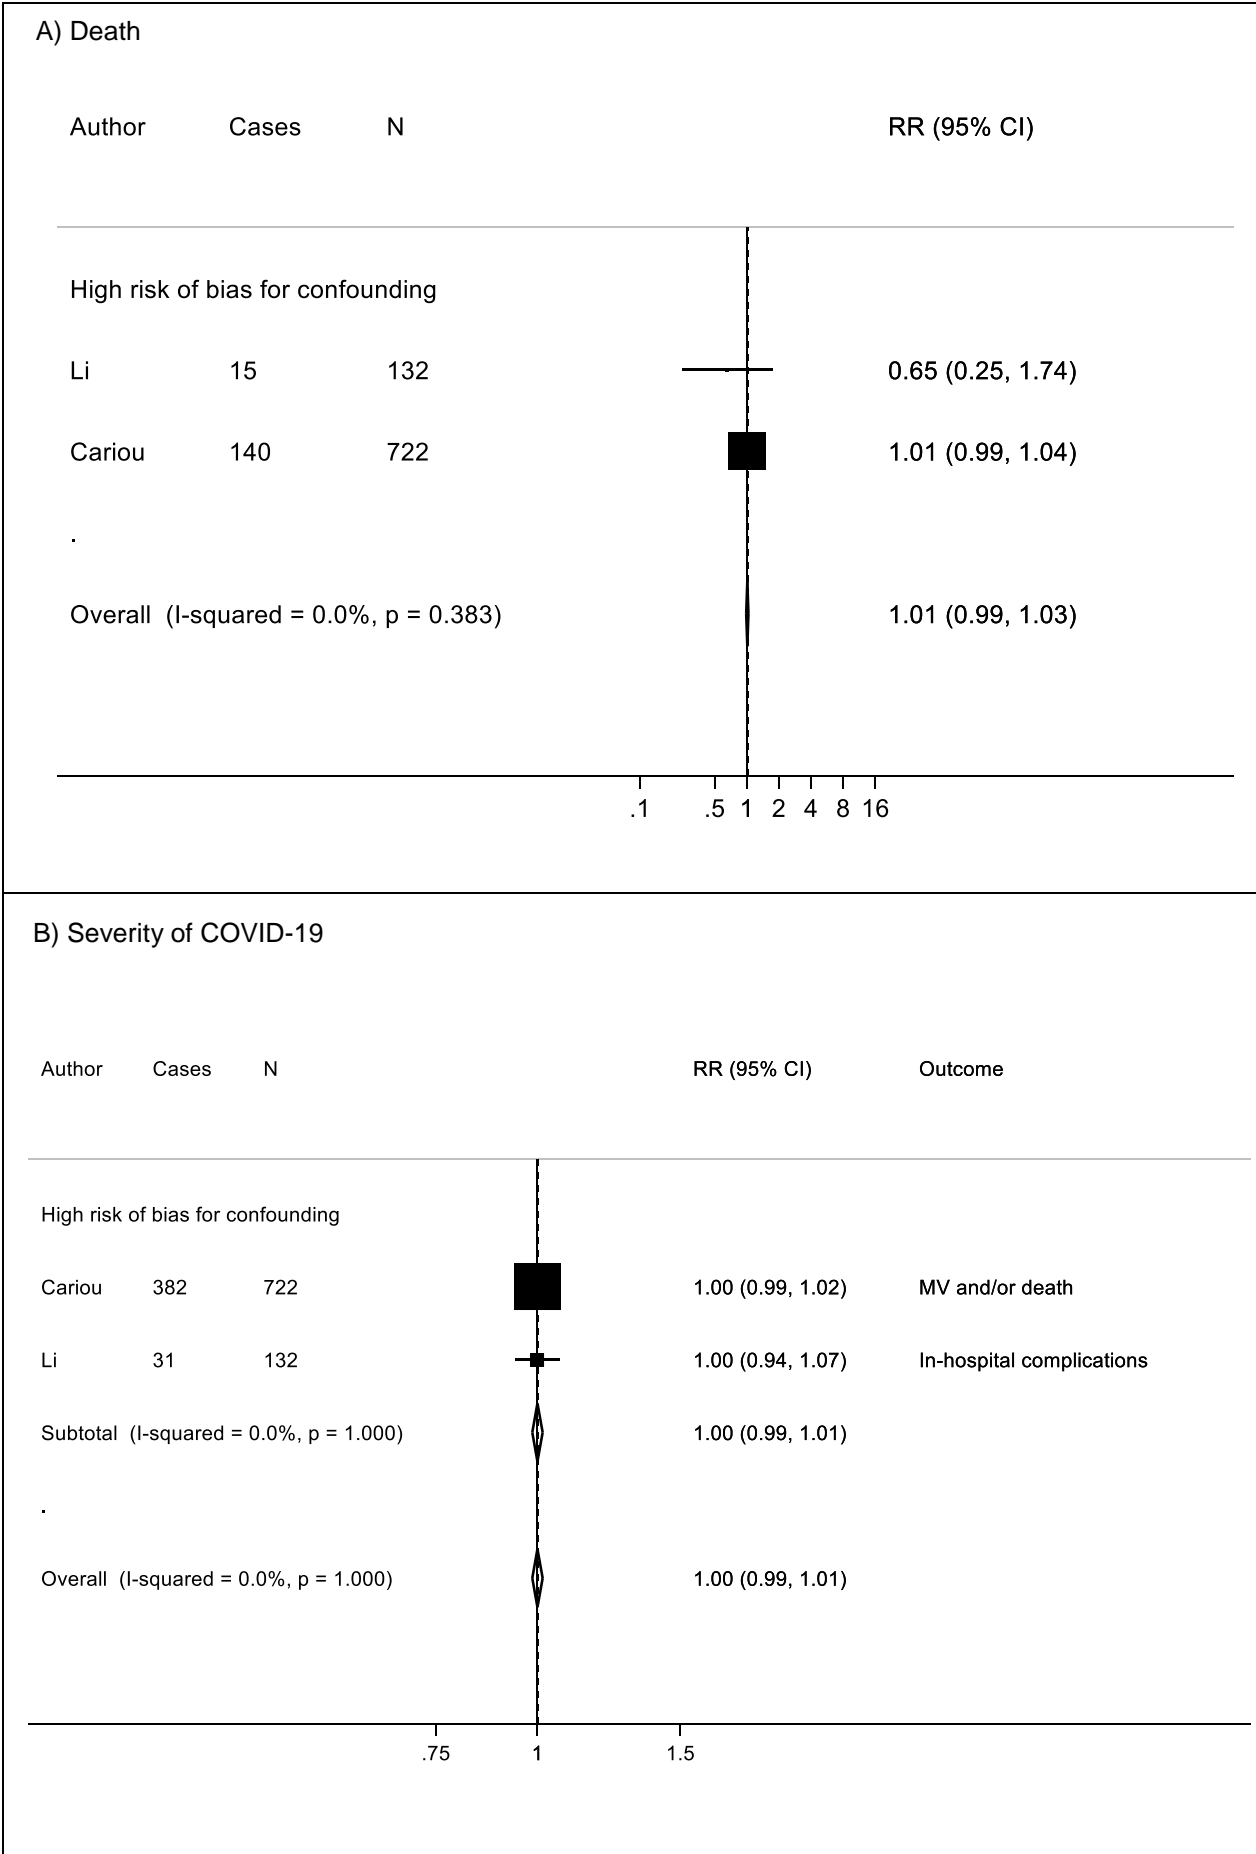 A) Death
Author Cases N RR (95% CI)
High risk of bias for confounding
Li 15 132 0.65 (0.25, 1.74)
Cariou 140 722 1.01 (0.99, 1.04)
.
Overall (I-squared = 0.0%, p = 0.383) 1.01 (0.99, 1.03)
.1 .5 1 2 4 8 16
B) Severity of COVID-19
Author Cases N RR (95% CI) Outcome
High risk of bias for confounding
Cariou 382 722 1.00 (0.99, 1.02) MV and/or death
Li 31 132 1.00 (0.94, 1.07) In-hospital complications
Subtotal (I-squared = 0.0%, p = 1.000) 1.00 (0.99, 1.01)
.
Overall (I-squared = 0.0%, p = 1.000) 1.00 (0.99, 1.01)
.75 1 1.5